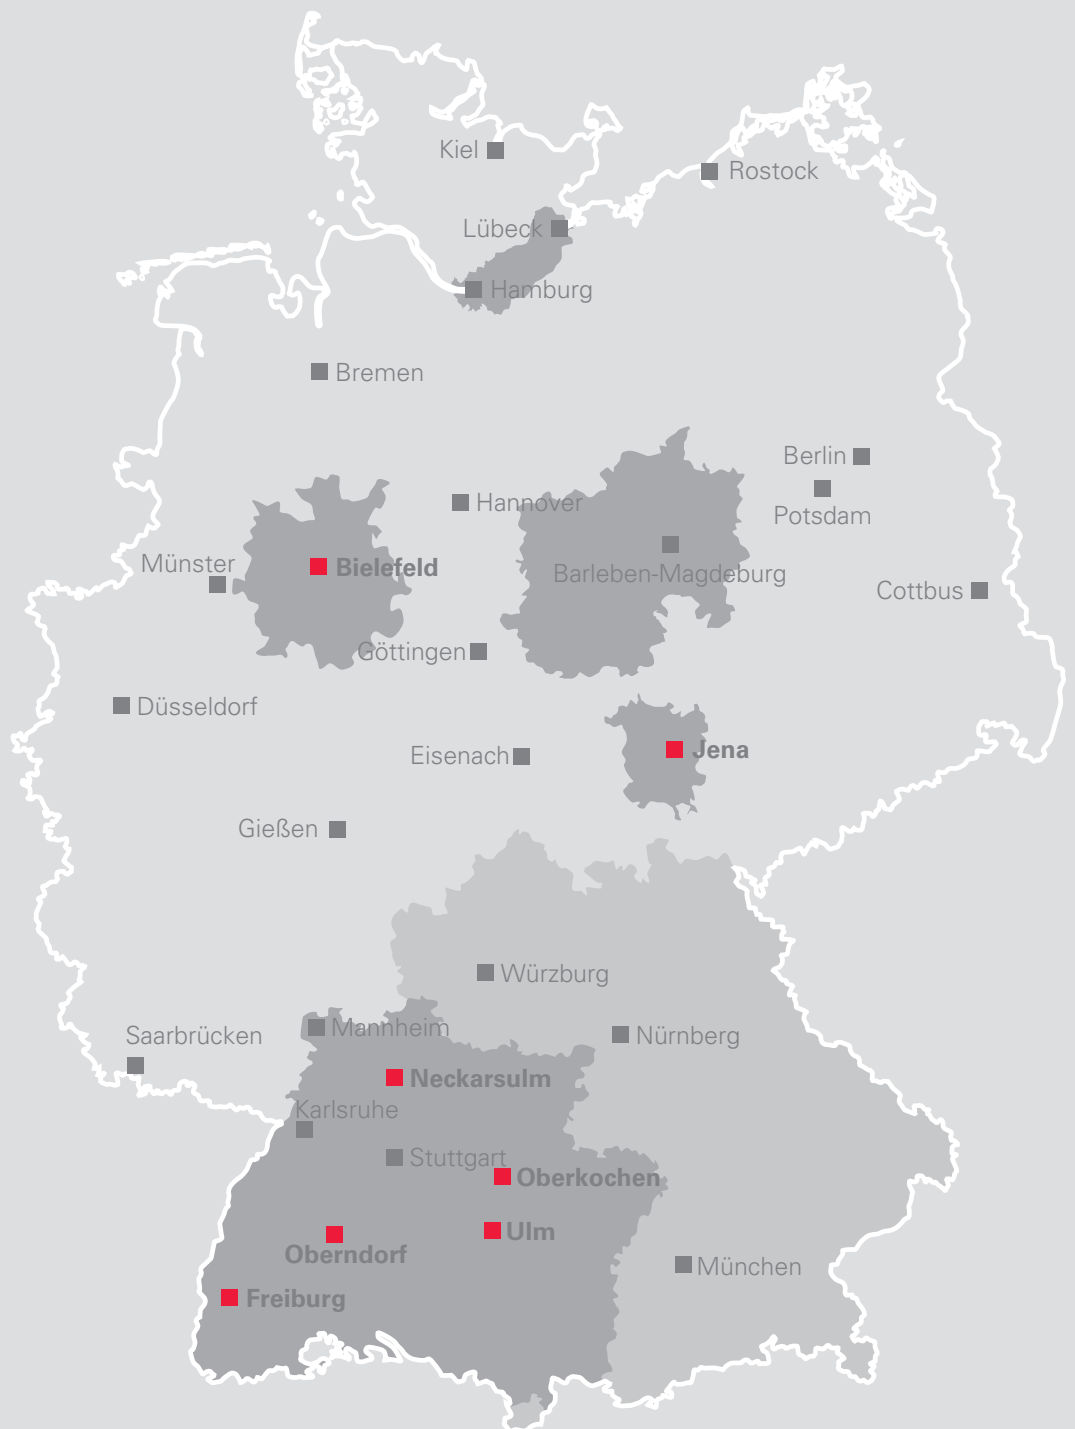 Kiel
Rostock
Lübeck
Hamburg
Bremen
Berlin
Hannover
Potsdam
Münster
Bielefeld
Barleben-Magdeburg
Cottbus
Göttingen
Düsseldorf
Jena
Eisenach
Gießen
Würzburg
Mannheim
Saarbrücken
Nürnberg
Neckarsulm
Karlsruhe
Stuttgart
Oberkochen
Ulm
Oberndorf
München
Freiburg